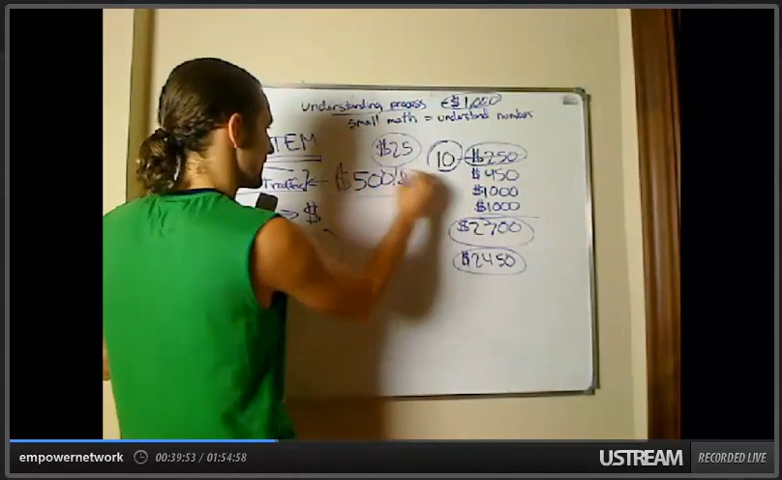 understanding process €$1,000
small math = understand numbers
TEM
$25
10 - $250
Traffic ← $500
$450
$1000
→ $
$1000
$2700
$2450
empowernetwork 00:39:53 / 01:54:58 USTREAM RECORDED LIVE